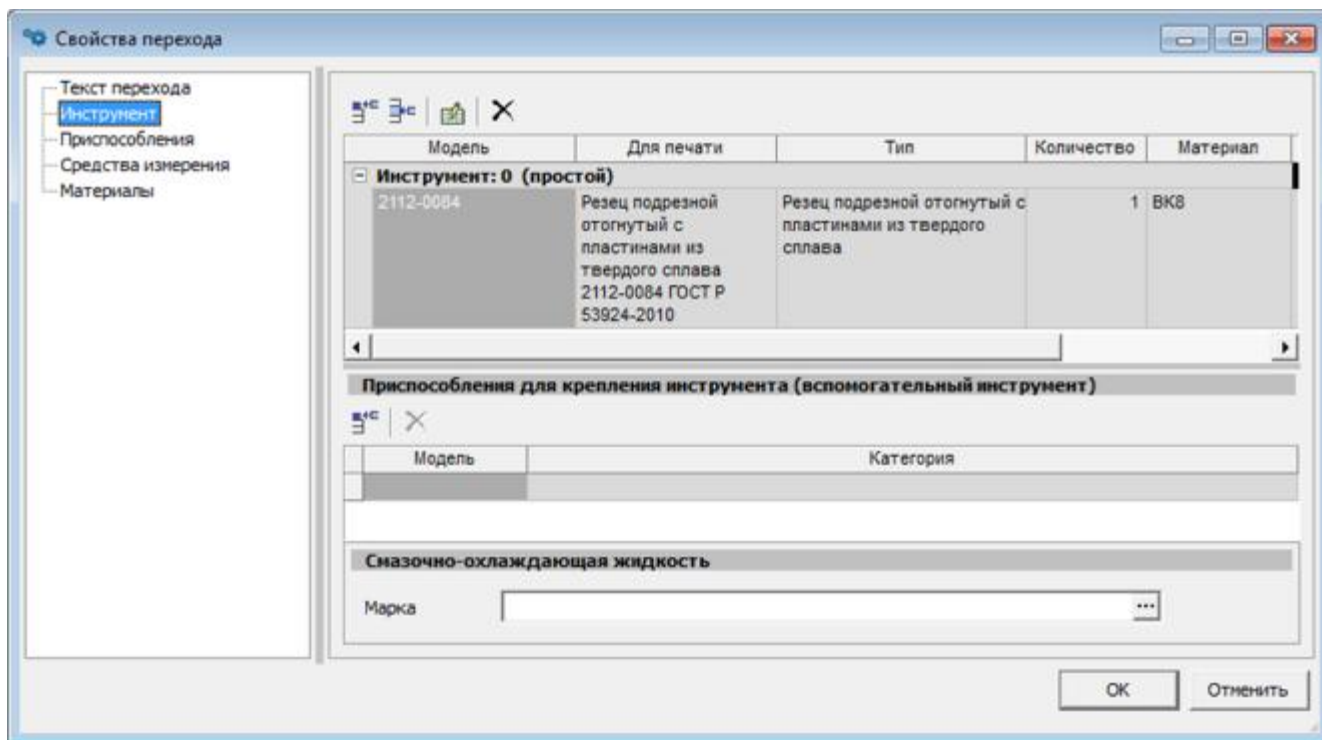 Свойства перехода
Текст перехода
Инструмент
Приспособления
Средства измерения
Материалы
Модель Для печати Тип Количество Материал
Инструмент: 0 (простой)
2112-0084 Резец подрезной Резец подрезной отогнутый с 1 ВК8
отогнутый с пластинами из твердого
пластинами из сплава
твердого сплава
2112-0084 ГОСТ Р
53924-2010
Приспособления для крепления инструмента (вспомогательный инструмент)
Модель Категория
Смазочно-охлаждающая жидкость
Марка ...
OK Отменить